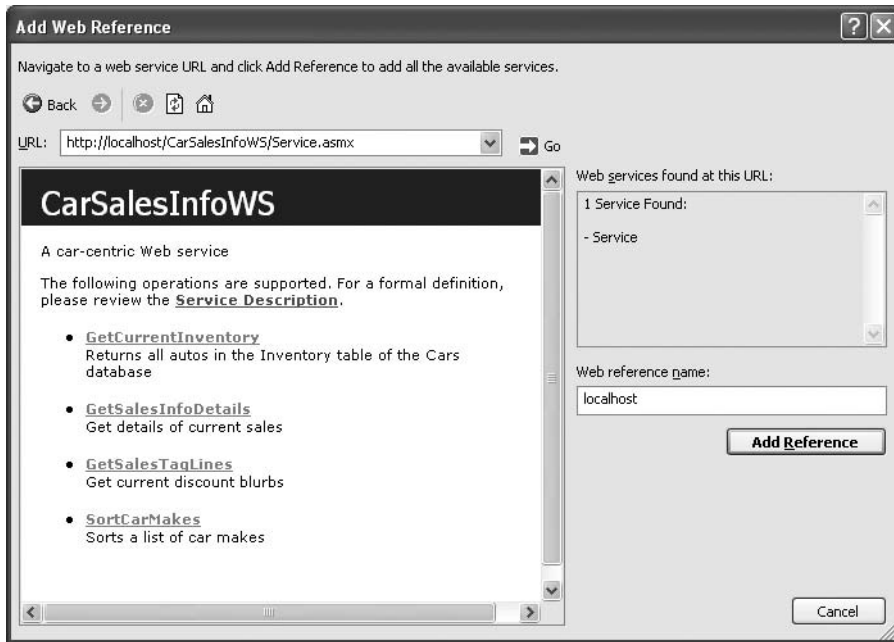 Add Web Reference
Navigate to a web service URL and click Add Reference to add all the available services.
Back
URL: http://localhost/CarSalesInfoWS/Service.asmx Go
CarSalesInfoWS
A car-centric Web service
The following operations are supported. For a formal definition,
please review the Service Description.
• GetCurrentInventory
Returns all autos in the Inventory table of the Cars
database
• GetSalesInfoDetails
Get details of current sales
• GetSalesTagLines
Get current discount blurbs
• SortCarMakes
Sorts a list of car makes
Web services found at this URL:
1 Service Found:
- Service
Web reference name:
localhost
Add Reference
Cancel